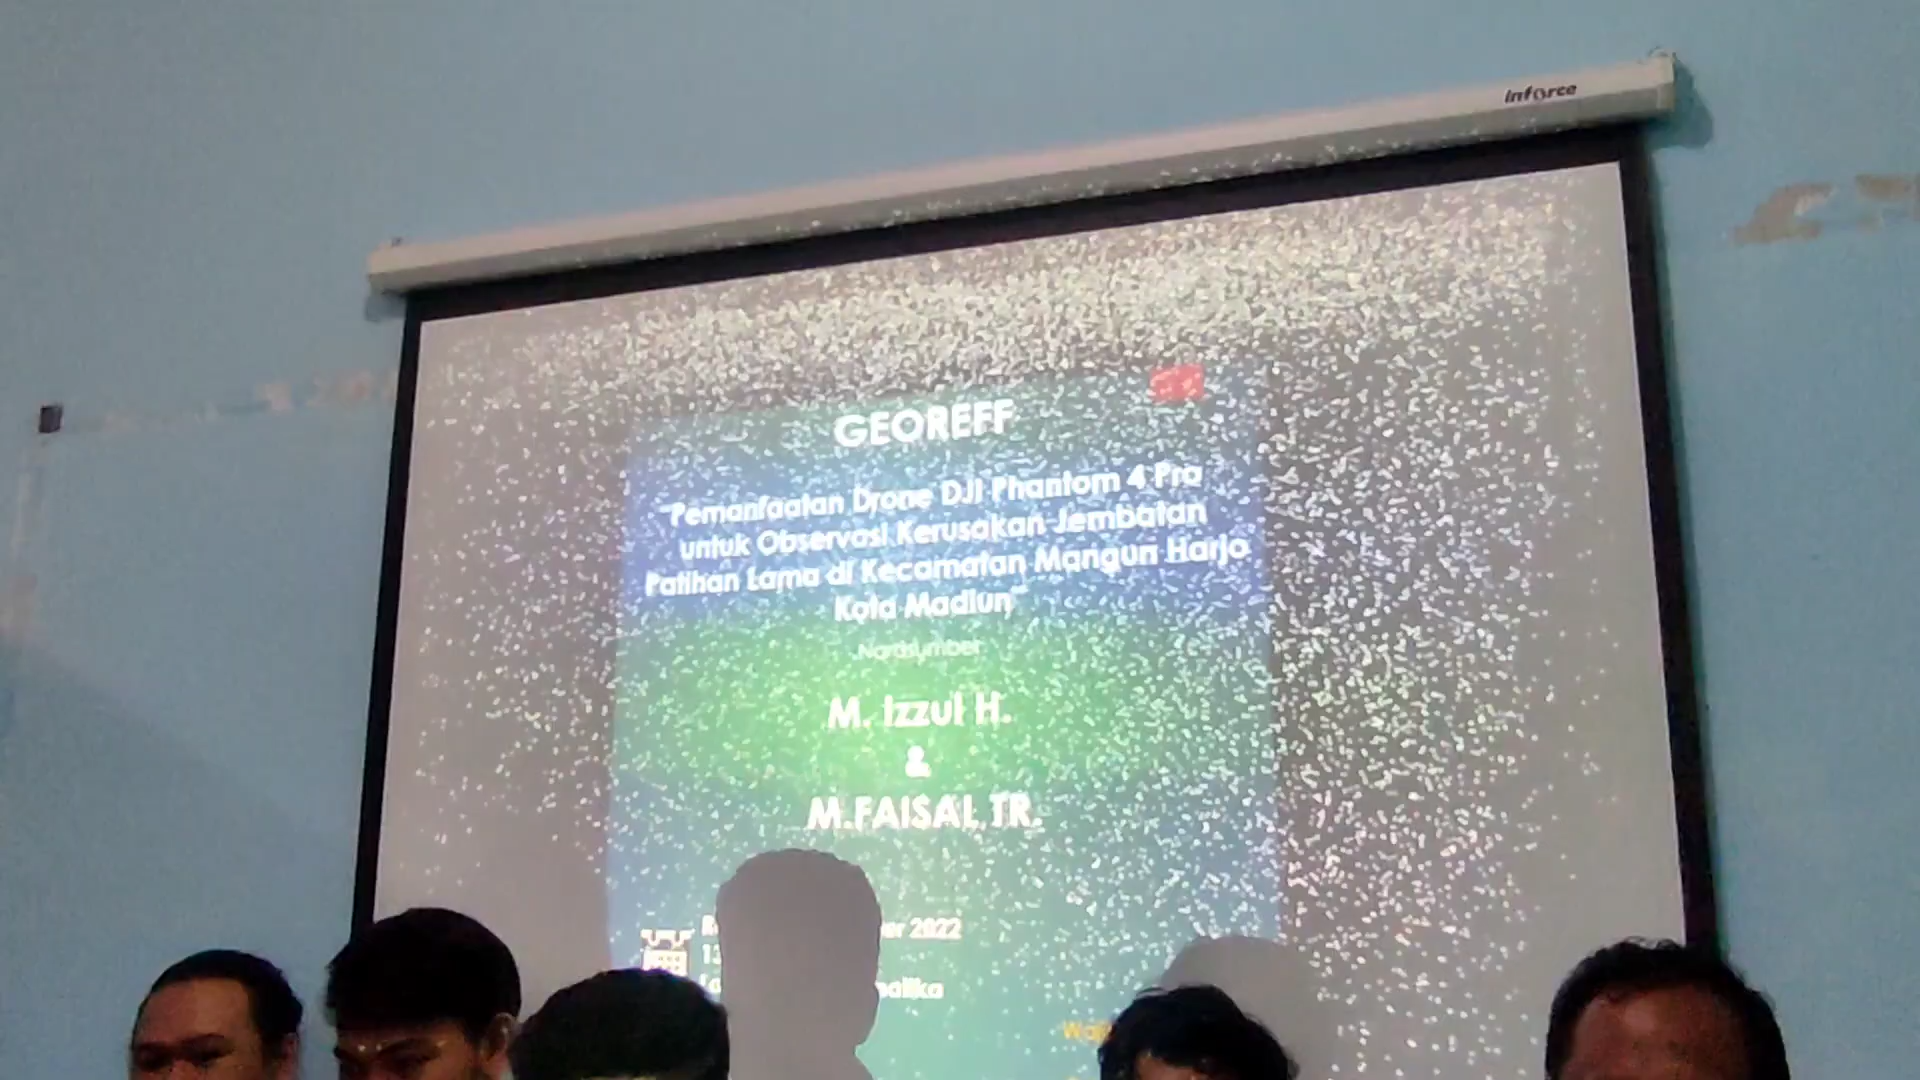 inforce
GEOREFF
"Pemanfaatan Drone DJI Phantom 4 Pro
untuk Observasi Kerusakan Jembatan
Patihan Lama di Kecamatan Mangun Harjo
Kota Madiun"
Narasumber
M. Izzul H.
&
M.FAISAL TR.
2022